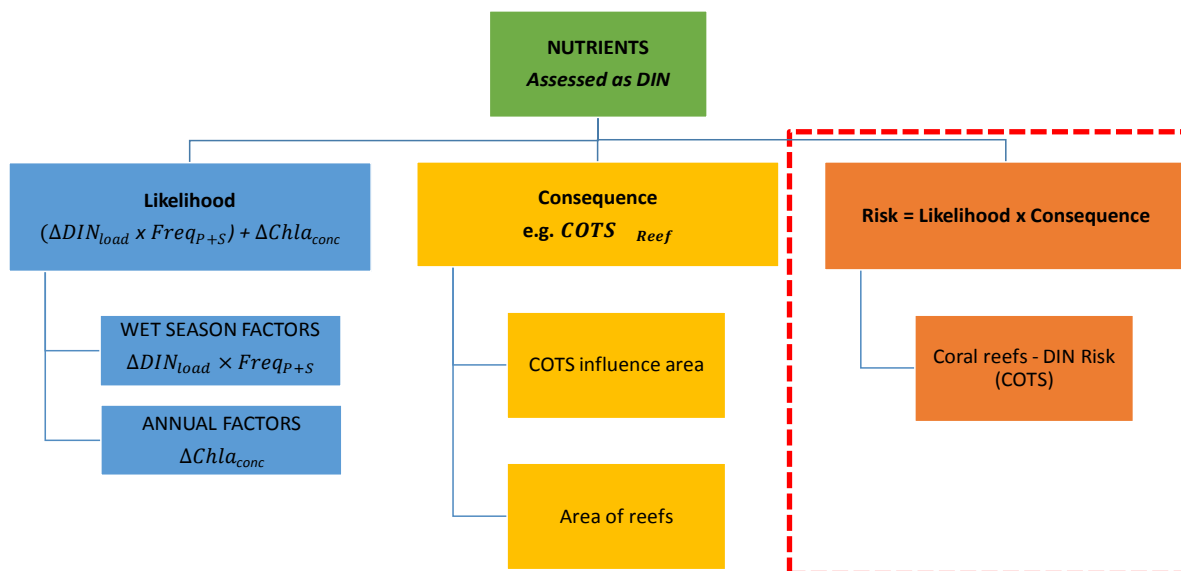 NUTRIENTS
Assessed as DIN
Likelihood
(ΔDIN_load x Freq_P+S) + ΔChla_conc
WET SEASON FACTORS
ΔDIN_load × Freq_P+S
ANNUAL FACTORS
ΔChla_conc
Consequence
e.g. COTS Reef
COTS influence area
Area of reefs
Risk = Likelihood x Consequence
Coral reefs - DIN Risk
(COTS)